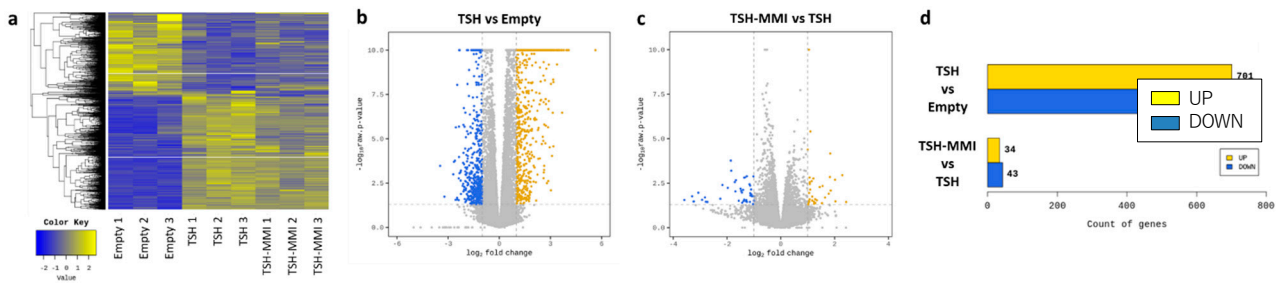 a
Color Key
-2 -1 0 1 2
Value
Empty 1
Empty 2
Empty 3
TSH 1
TSH 2
TSH 3
TSH-MMI 1
TSH-MMI 2
TSH-MMI 3
b
TSH vs Empty
10.0
7.5
5.0
2.5
0.0
-log10raw.p-value
-6 -3 0 3 6
log2 fold change
c
TSH-MMI vs TSH
10.0
7.5
5.0
2.5
0.0
-log10raw.p-value
-4 -2 0 2 4
log2 fold change
d
TSH
vs
Empty
701
TSH-MMI
vs
TSH
34
43
UP
DOWN
UP
DOWN
0 200 400 600 800
Count of genes